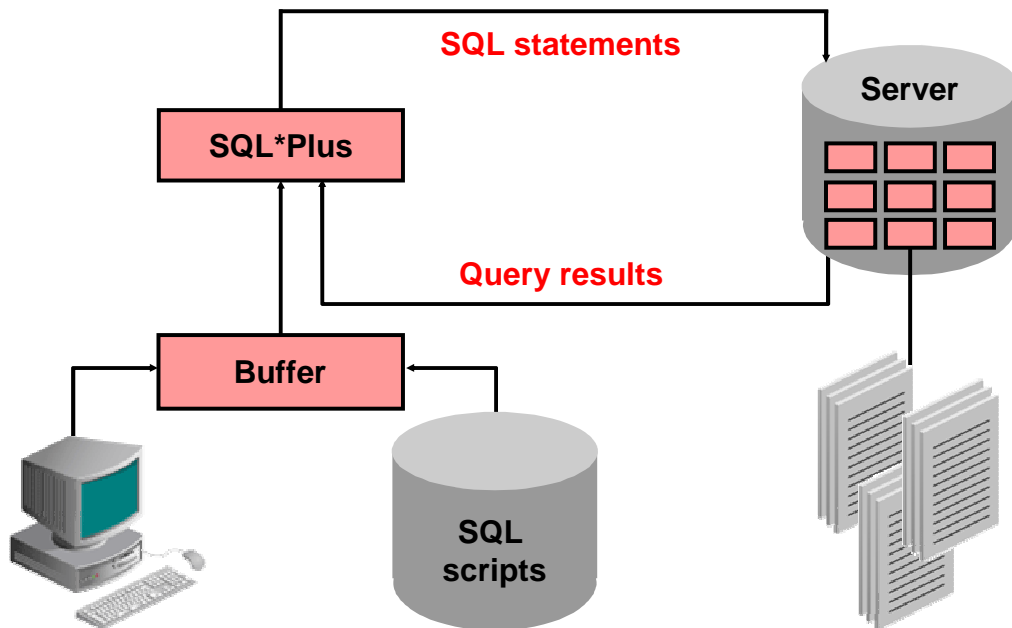 SQL statements
Server
SQL*Plus
Query results
Buffer
SQL
scripts